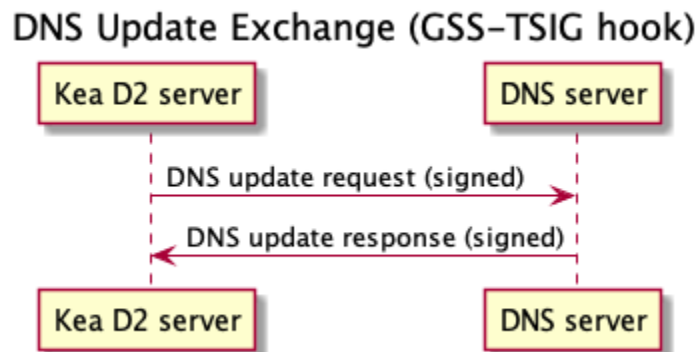 DNS Update Exchange (GSS-TSIG hook)
Kea D2 server DNS server
DNS update request (signed)
DNS update response (signed)
Kea D2 server DNS server